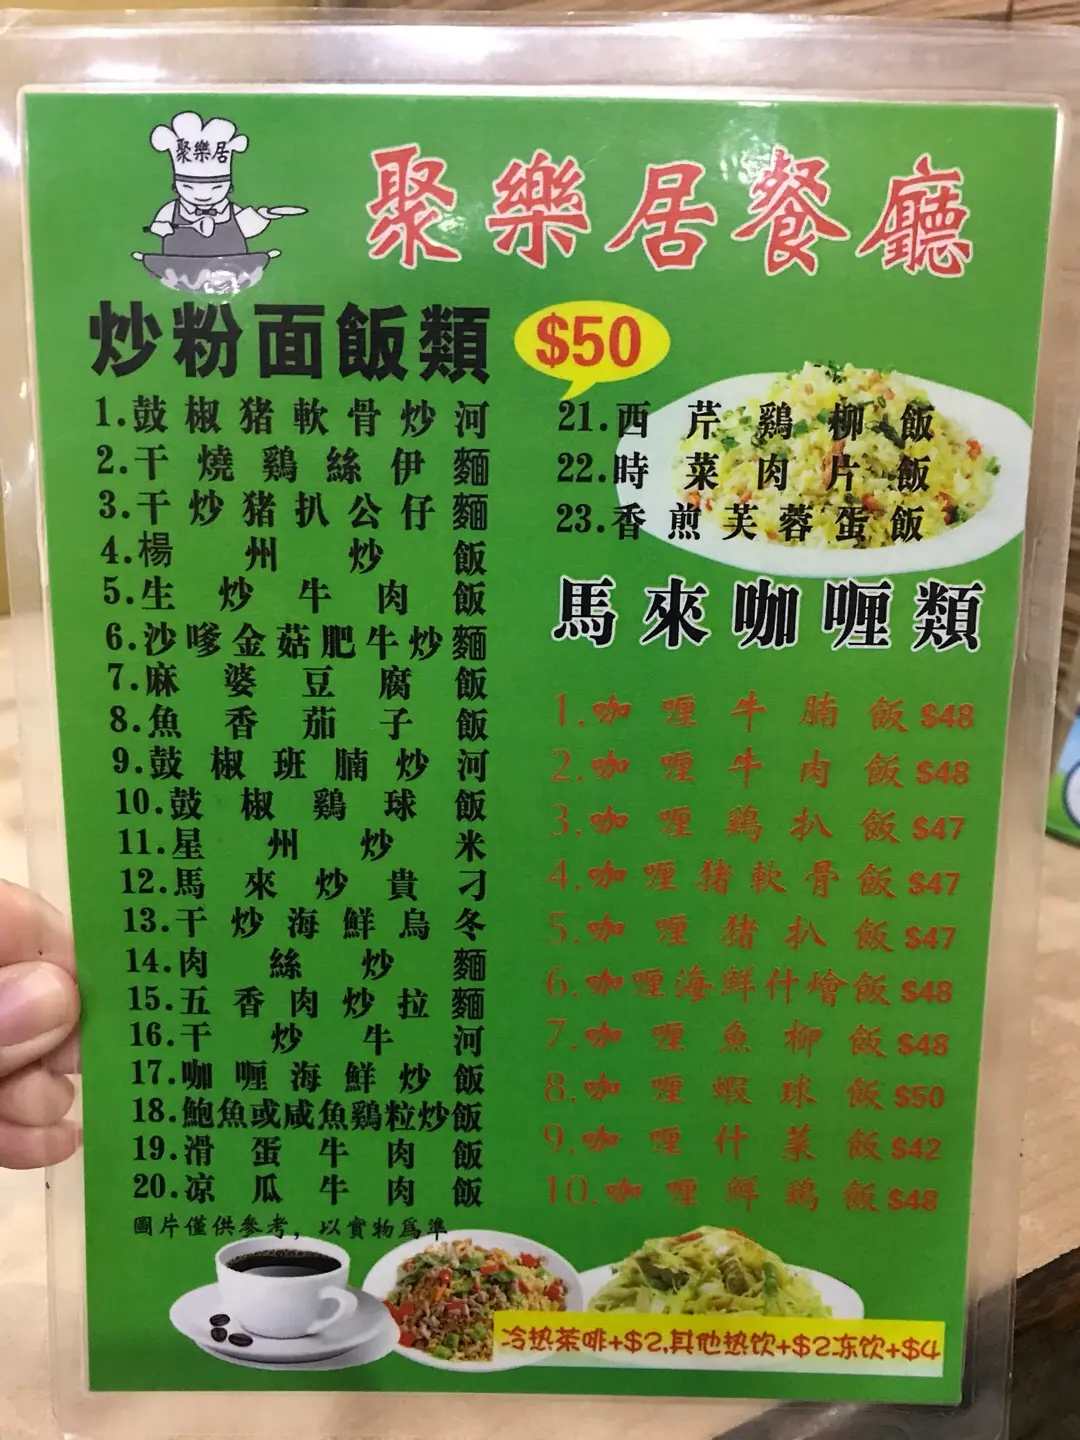 聚樂居
聚樂居餐廳
炒粉面飯類
$50
1.鼓椒猪軟骨炒河
2.干燒鷄絲伊麵
3.干炒猪扒公仔麵
4.楊州炒飯
5.生炒牛肉飯
6.沙嗲金菇肥牛炒麵
7.麻婆豆腐飯
8.魚香茄子飯
9.鼓椒班腩炒河
10.鼓椒鷄球飯
11.星州炒米
12.馬來炒貴刁
13.干炒海鮮烏冬
14.肉絲炒麵
15.五香肉炒拉麵
16.干炒牛河
17.咖喱海鮮炒飯
18.鮑魚或咸魚鷄粒炒飯
19.滑蛋牛肉飯
20.凉瓜牛肉飯
圖片僅供參考，以實物爲準
21.西芹鷄柳飯
22.時菜肉片飯
23.香煎芙蓉蛋飯
馬來咖喱類
1.咖喱牛腩飯$48
2.咖喱牛肉飯$48
3.咖喱鷄扒飯$47
4.咖喱猪軟骨飯$47
5.咖喱猪扒飯$47
6.咖喱海鮮什燴飯$48
7.咖喱魚柳飯$48
8.咖喱蝦球飯$50
9.咖喱什菜飯$42
10.咖喱鮮鷄飯$48
冷热茶啡+$2,其他热饮+$2冻饮+$4